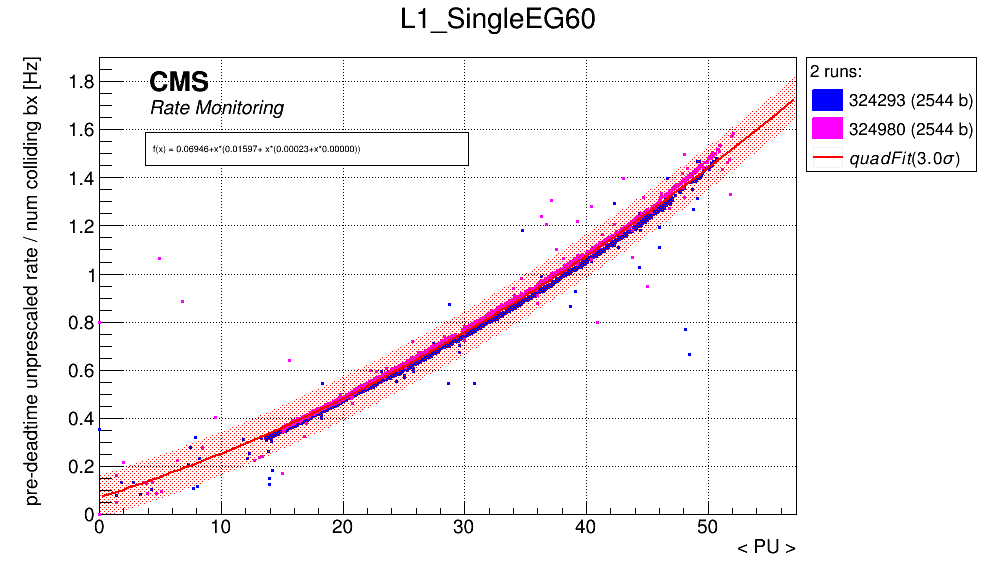 L1_SingleEG60
pre-deadtime unprescaled rate / num colliding bx [Hz]
CMS
Rate Monitoring
f(x) = 0.06946+x*(0.01597+ x*(0.00023+x*0.00000))
2 runs:
324293 (2544 b)
324980 (2544 b)
quadFit(3.0σ)
1.8
1.6
1.4
1.2
1
0.8
0.6
0.4
0.2
0
0 10 20 30 40 50
< PU >